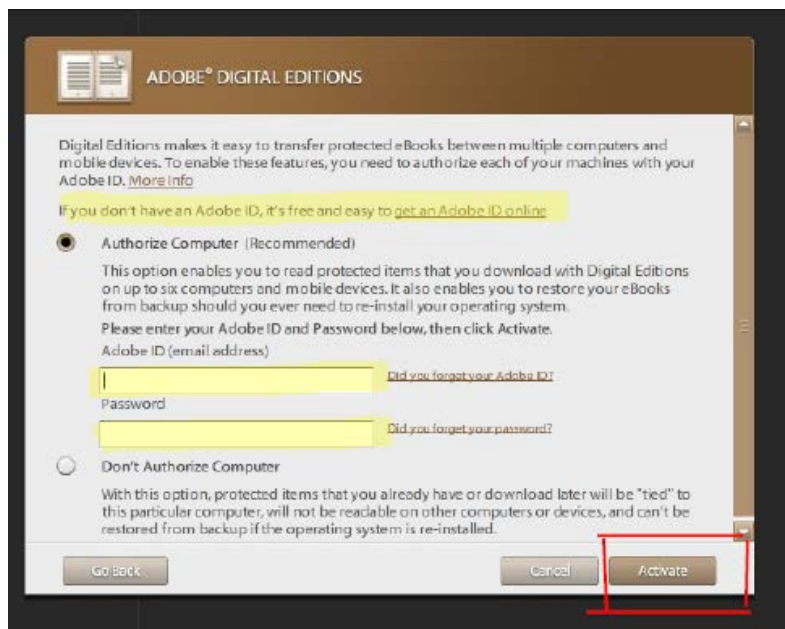 ADOBE® DIGITAL EDITIONS
Digital Editions makes it easy to transfer protected eBooks between multiple computers and
mobile devices. To enable these features, you need to authorize each of your machines with your
Adobe ID. More Info
If you don't have an Adobe ID, it's free and easy to get an Adobe ID online
Authorize Computer (Recommended)
This option enables you to read protected items that you download with Digital Editions
on up to six computers and mobile devices. It also enables you to restore your eBooks
from backup should you ever need to re-install your operating system.
Please enter your Adobe ID and Password below, then click Activate.
Adobe ID (email address)
Did you forget your Adobe ID?
Password
Did you forget your password?
Don't Authorize Computer
With this option, protected items that you already have or download later will be "tied" to
this particular computer, will not be readable on other computers or devices, and can't be
restored from backup if the operating system is re-installed.
Go Back
Cancel
Activate